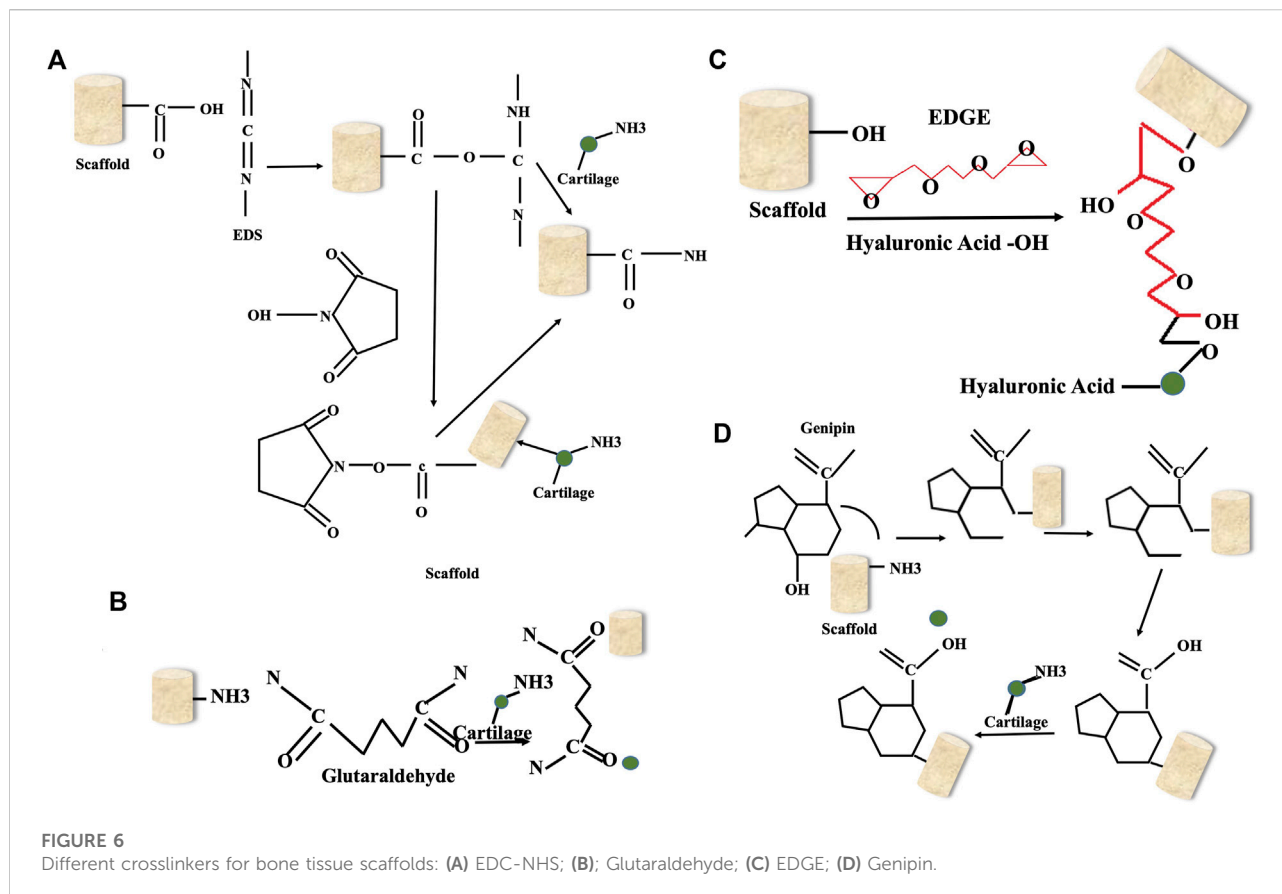 A
N
C
N
EDS
C
OH
O
Scaffold
O
C
O
C
NH
N
NH3
Cartilage
C
NH
O
OH
N
O
O
O
O
N
O
c
O
NH3
Cartilage
Scaffold
B
NH3
N
C
O
N
C
O
Glutaraldehyde
NH3
Cartilage
N
C
O
N
C
O
C
OH
Scaffold
EDGE
O
O
O
O
Hyaluronic Acid -OH
O
HO
O
O
OH
O
Hyaluronic Acid
D
Genipin
C
OH
NH3
Scaffold
C
C
C
OH
NH3
Cartilage
C
OH
FIGURE 6
Different crosslinkers for bone tissue scaffolds: (A) EDC-NHS; (B); Glutaraldehyde; (C) EDGE; (D) Genipin.